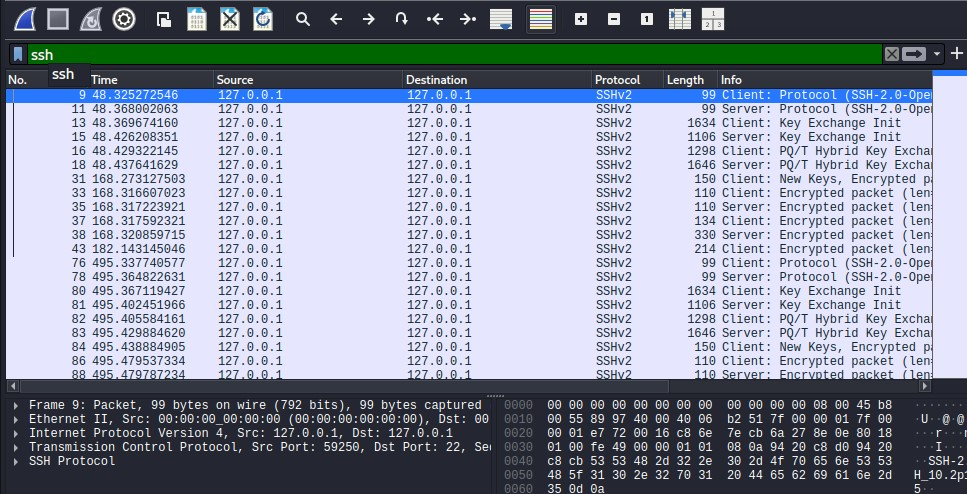 ssh
No. ssh Time Source Destination Protocol Length Info
9 48.325272546 127.0.0.1 127.0.0.1 SSHv2 99 Client: Protocol (SSH-2.0-Ope
11 48.368002063 127.0.0.1 127.0.0.1 SSHv2 99 Server: Protocol (SSH-2.0-Ope
13 48.369674160 127.0.0.1 127.0.0.1 SSHv2 1634 Client: Key Exchange Init
15 48.426208351 127.0.0.1 127.0.0.1 SSHv2 1106 Server: Key Exchange Init
16 48.429322145 127.0.0.1 127.0.0.1 SSHv2 1298 Client: PQ/T Hybrid Key Excha
18 48.437641629 127.0.0.1 127.0.0.1 SSHv2 1646 Server: PQ/T Hybrid Key Excha
31 168.273127503 127.0.0.1 127.0.0.1 SSHv2 150 Client: New Keys, Encrypted pa
33 168.316607023 127.0.0.1 127.0.0.1 SSHv2 110 Client: Encrypted packet (len=
35 168.317223921 127.0.0.1 127.0.0.1 SSHv2 110 Server: Encrypted packet (len=
37 168.317592321 127.0.0.1 127.0.0.1 SSHv2 134 Client: Encrypted packet (len=
38 168.320859715 127.0.0.1 127.0.0.1 SSHv2 330 Server: Encrypted packet (len=
43 182.143145046 127.0.0.1 127.0.0.1 SSHv2 214 Client: Encrypted packet (len=
76 495.337740577 127.0.0.1 127.0.0.1 SSHv2 99 Client: Protocol (SSH-2.0-Ope
78 495.364822631 127.0.0.1 127.0.0.1 SSHv2 99 Server: Protocol (SSH-2.0-Ope
80 495.367119427 127.0.0.1 127.0.0.1 SSHv2 1634 Client: Key Exchange Init
81 495.402451966 127.0.0.1 127.0.0.1 SSHv2 1106 Server: Key Exchange Init
82 495.405584161 127.0.0.1 127.0.0.1 SSHv2 1298 Client: PQ/T Hybrid Key Excha
83 495.429884620 127.0.0.1 127.0.0.1 SSHv2 1646 Server: PQ/T Hybrid Key Excha
84 495.438884905 127.0.0.1 127.0.0.1 SSHv2 150 Client: New Keys, Encrypted pa
86 495.479537334 127.0.0.1 127.0.0.1 SSHv2 110 Client: Encrypted packet (len=
88 495.479787234 127.0.0.1 127.0.0.1 SSHv2 110 Server: Encrypted packet (len=
Frame 9: Packet, 99 bytes on wire (792 bits), 99 bytes captured
Ethernet II, Src: 00:00:00_00:00:00 (00:00:00:00:00:00), Dst: 00
Internet Protocol Version 4, Src: 127.0.0.1, Dst: 127.0.0.1
Transmission Control Protocol, Src Port: 59250, Dst Port: 22, Se
SSH Protocol
0000 00 00 00 00 00 00 00 00 00 00 00 00 08 00 45 b8 ········
0010 00 55 89 97 40 00 40 06 b2 51 7f 00 00 01 7f 00 ·U··@·@·
0020 00 01 e7 72 00 16 c8 6e 7e cb 6a 27 8e 0e 80 18 ···r···n
0030 01 00 fe 49 00 00 01 01 08 0a 94 20 c8 d0 94 20 ···I····
0040 c8 cb 53 53 48 2d 32 2e 30 2d 4f 70 65 6e 53 53 ··SSH-2.
0050 48 5f 31 30 2e 32 70 31 20 44 65 62 69 61 6e 2d H_10.2p1
0060 35 0d 0a 5··